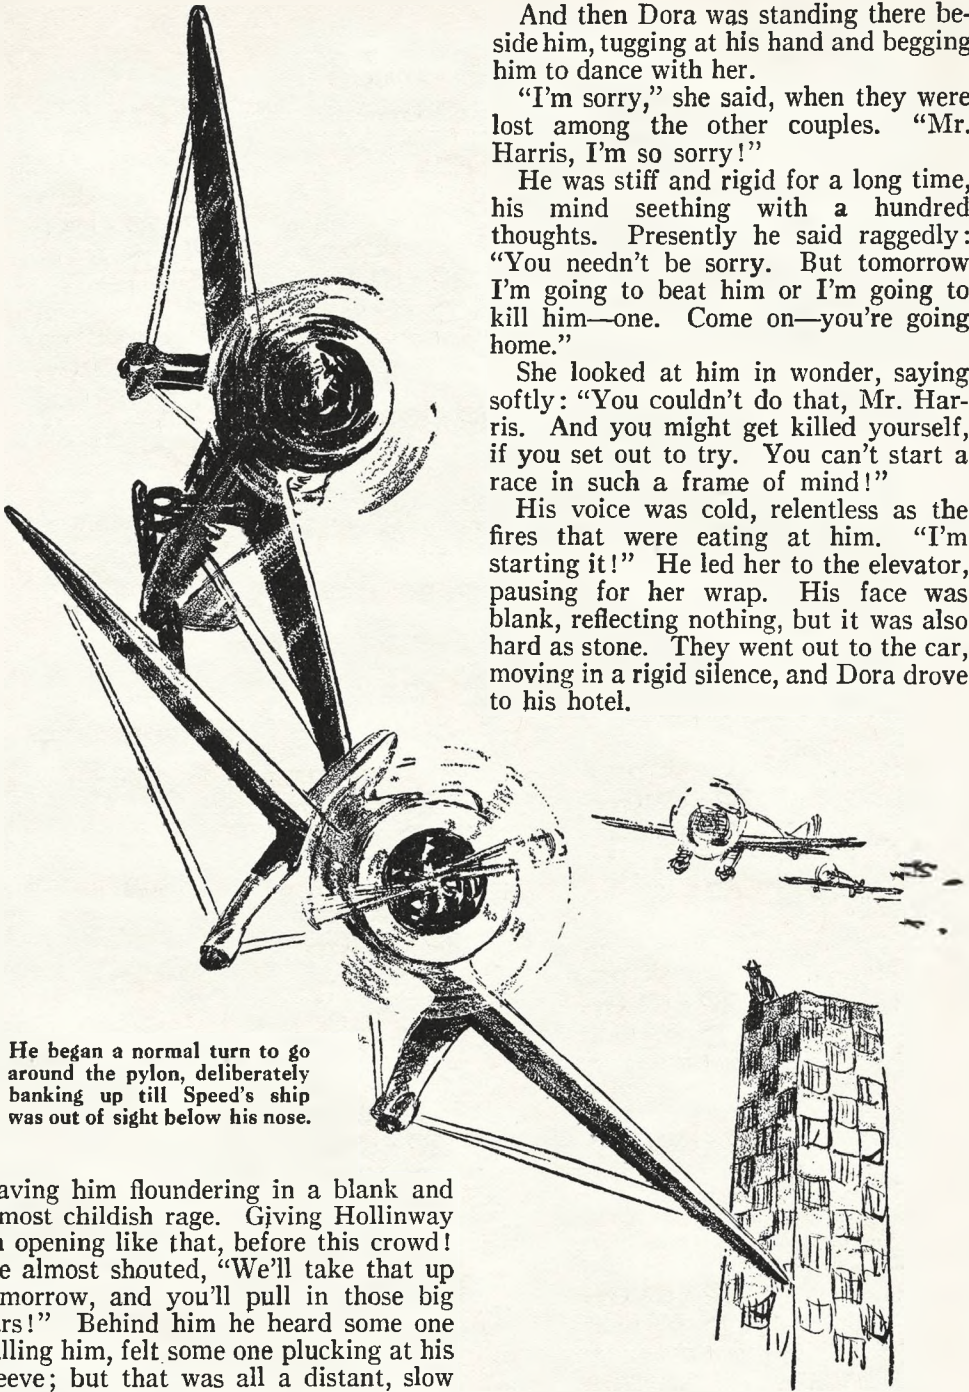 He began a normal turn to go
around the pylon, deliberately
banking up till Speed's ship
was out of sight below his nose.
aving him floundering in a blank and
most childish rage. Giving Hollinway
opening like that, before this crowd!
e almost shouted, “We'll take that up
morrow, and you'll pull in those big
rs!” Behind him he heard some one
lling him, felt some one plucking at his
eeve; but that was all a distant, slow
And then Dora was standing there be-
side him, tugging at his hand and begging
him to dance with her.
“I'm sorry,” she said, when they were
lost among the other couples. “Mr.
Harris, I'm so sorry!”
He was stiff and rigid for a long time,
his mind seething with a hundred
thoughts. Presently he said raggedly:
“You needn't be sorry. But tomorrow
I'm going to beat him or I'm going to
kill him—one. Come on—you're going
home.”
She looked at him in wonder, saying
softly: “You couldn't do that, Mr. Har-
ris. And you might get killed yourself,
if you set out to try. You can't start a
race in such a frame of mind!”
His voice was cold, relentless as the
fires that were eating at him. “I'm
starting it!” He led her to the elevator,
pausing for her wrap. His face was
blank, reflecting nothing, but it was also
hard as stone. They went out to the car,
moving in a rigid silence, and Dora drove
to his hotel.